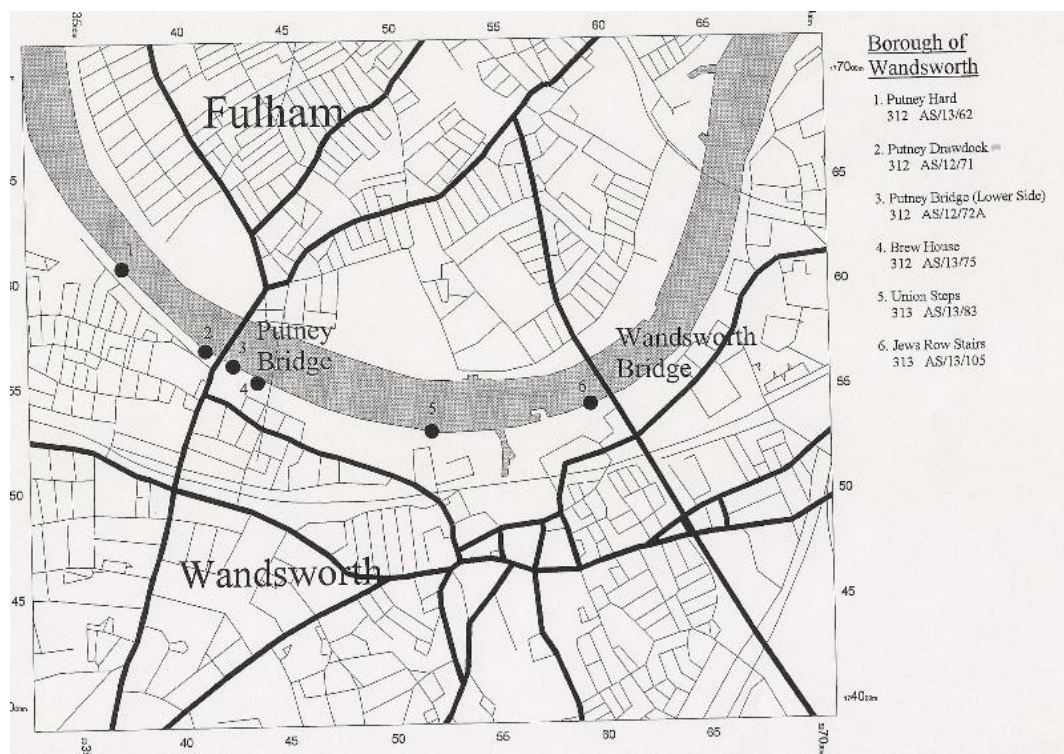 40
45
50
55
60
65
Borough of
Wandsworth
1. Putney Hard
312 AS/13/62
2. Putney Drawdock
312 AS/12/71
3. Putney Bridge (Lower Side)
312 AS/12/72A
4. Brew House
312 AS/13/75
5. Union Steps
313 AS/13/83
6. Jews Row Stairs
313 AS/13/105
Fulham
65
1
60
60
2
3
Putney
Bridge
4
Wandsworth
Bridge
55
55
5
6
50
50
Wandsworth
45
45
40
45
50
55
60
65